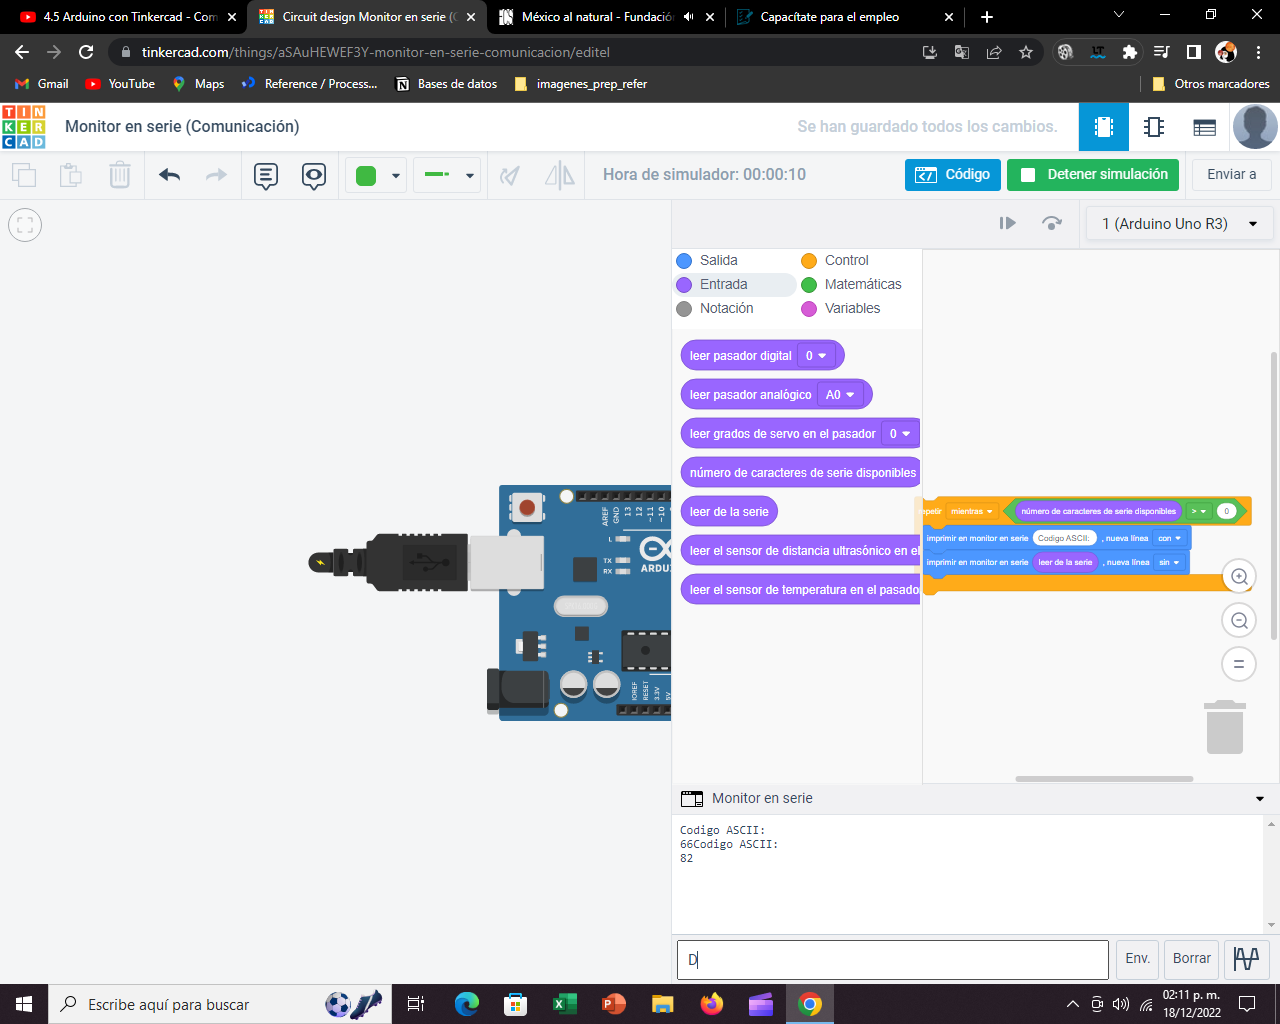 4.5 Arduino con Tinkercad - Com
Circuit design Monitor en serie (C
México al natural - Fundación
Capacítate para el empleo
tinkercad.com/things/aSAuHEWEF3Y-monitor-en-serie-comunicacion/editel
Gmail
YouTube
Maps
Reference / Process...
Bases de datos
imagenes_prep_refer
Otros marcadores
TIN
KER
CAD
Monitor en serie (Comunicación)
Se han guardado todos los cambios.
Hora de simulador: 00:00:10
Código
Detener simulación
Enviar a
1 (Arduino Uno R3)
Salida
Control
Entrada
Matemáticas
Notación
Variables
leer pasador digital 0
leer pasador analógico A0
leer grados de servo en el pasador 0
número de caracteres de serie disponibles
leer de la serie
leer el sensor de distancia ultrasónico en el
leer el sensor de temperatura en el pasado
repetir mientras número de caracteres de serie disponibles > 0
imprimir en monitor en serie Codigo ASCII: , nueva línea con
imprimir en monitor en serie leer de la serie , nueva línea sin
AREF
GND
13
12
~11
~10
L
TX
RX
ARDU
IOREF
RESET
3.3V
5V
Monitor en serie
Codigo ASCII:
66Codigo ASCII:
82
D
Env.
Borrar
Escribe aquí para buscar
02:11 p. m.
18/12/2022